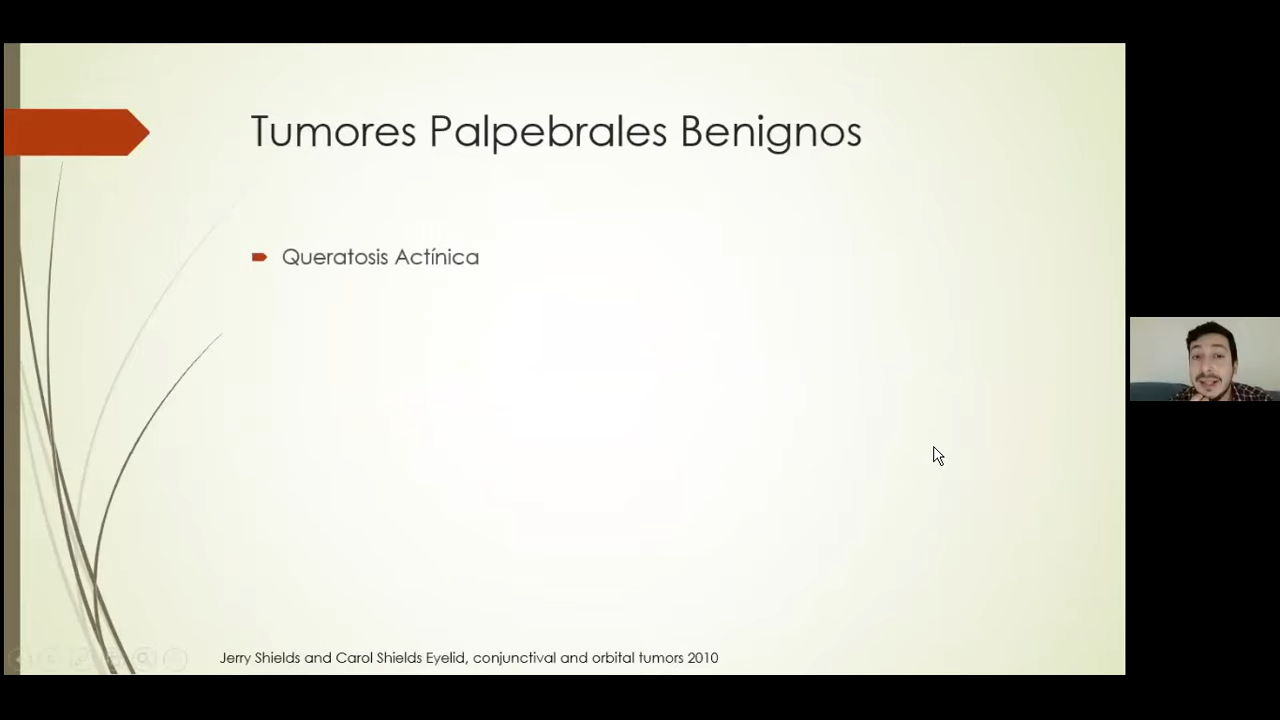 Tumores Palpebrales Benignos
Queratosis Actínica
Jerry Shields and Carol Shields Eyelid, conjunctival and orbital tumors 2010